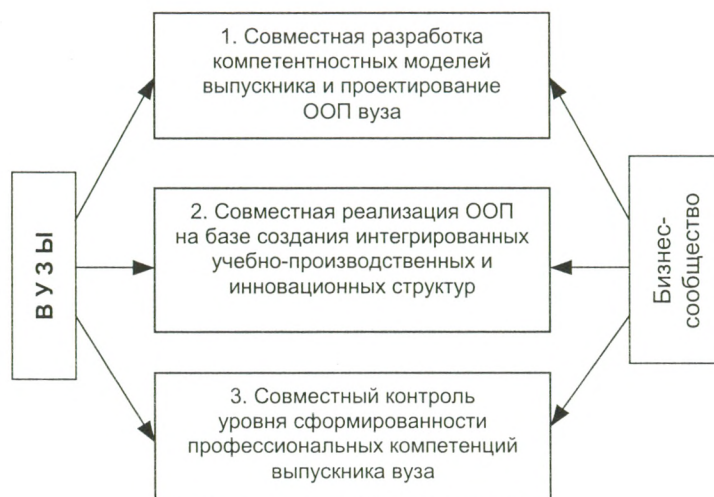 1. Совместная разработка
компетентностных моделей
выпускника и проектирование
ООП вуза
ВУЗЫ
2. Совместная реализация ООП
на базе создания интегрированных
учебно-производственных и
инновационных структур
Бизнес-
сообщество
3. Совместный контроль
уровня сформированности
профессиональных компетенций
выпускника вуза